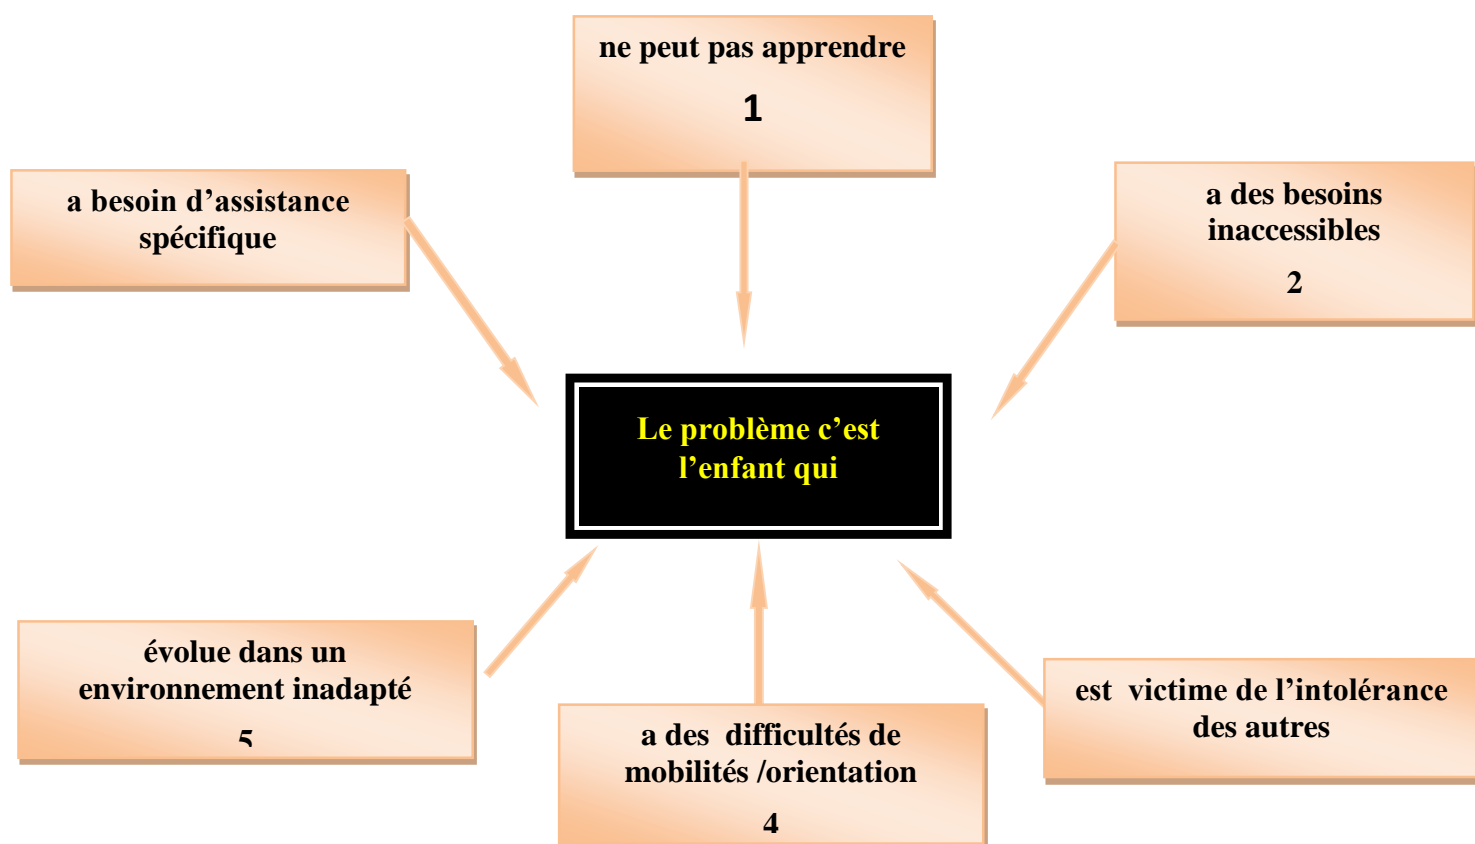 ne peut pas apprendre
1
a besoin d’assistance
spécifique
a des besoins
inaccessibles
2
Le problème c’est
l’enfant qui
évolue dans un
environnement inadapté
5
a des difficultés de
mobilités /orientation
4
est victime de l’intolérance
des autres